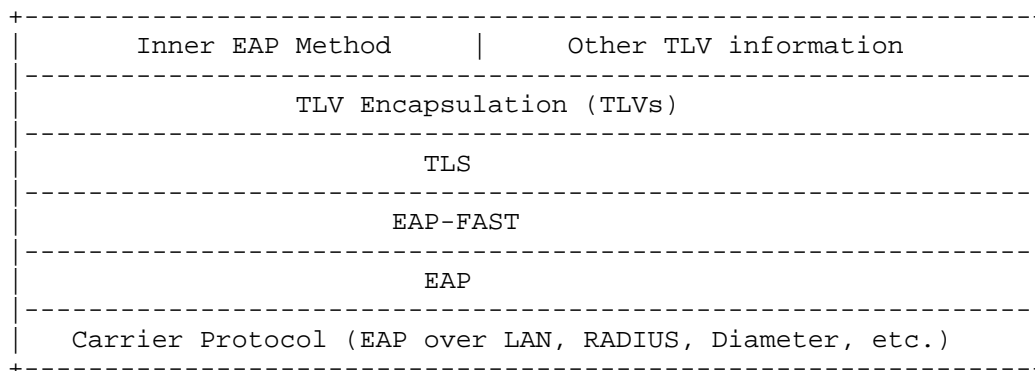 +---------------------------------------------------------------
|       Inner EAP Method     |     Other TLV information
|---------------------------------------------------------------
|                 TLV Encapsulation (TLVs)
|---------------------------------------------------------------
|                         TLS
|---------------------------------------------------------------
|                       EAP-FAST
|---------------------------------------------------------------
|                         EAP
|---------------------------------------------------------------
|   Carrier Protocol (EAP over LAN, RADIUS, Diameter, etc.)
+---------------------------------------------------------------